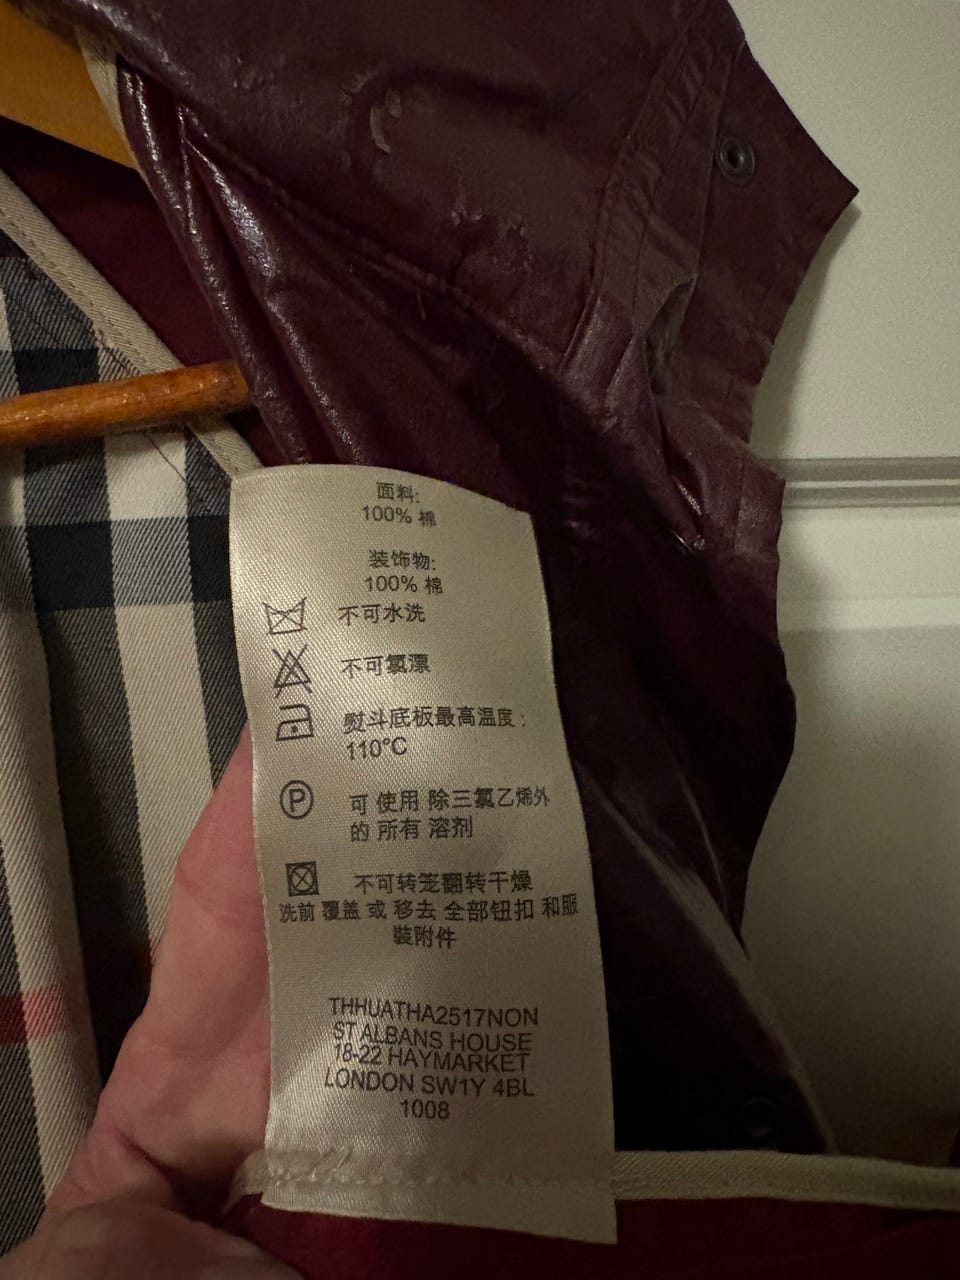 面料:
100% 棉
装饰物:
100% 棉
不可水洗
不可氯漂
熨斗底板最高温度:
110°C
P
可 使用 除三氯乙烯外
的 所有 溶剂
不可转笼翻转干燥
洗前 覆盖 或 移去 全部钮扣 和服
装附件
THHUATHA2517NON
ST ALBANS HOUSE
18-22 HAYMARKET
LONDON SW1Y 4BL
1008